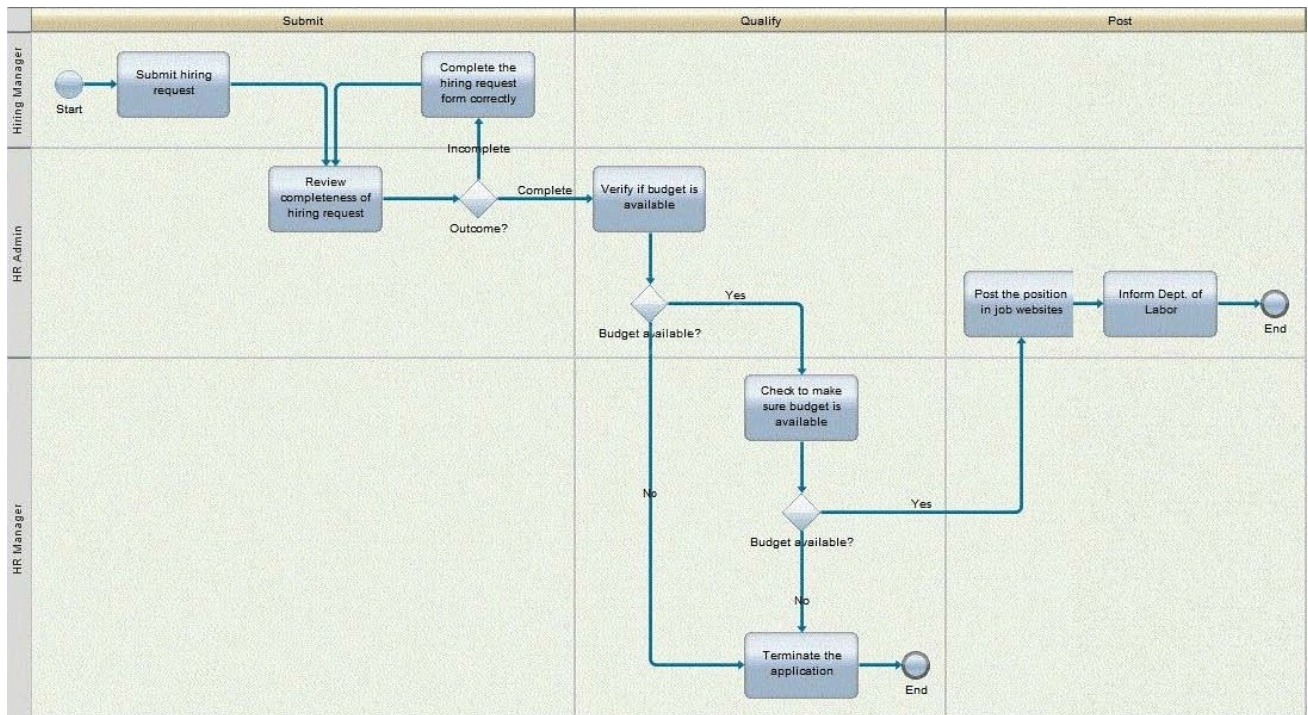 Submit
Qualify
Post
Hiring Manager
Start
Submit hiring
request
Complete the
hiring request
form correctly
Incomplete
HR Admin
Review
completeness of
hiring request
Outcome?
Complete
Verify if budget is
available
Budget available?
Yes
Post the position
in job websites
Inform Dept. of
Labor
End
HR Manager
Check to make
sure budget is
available
No
Budget available?
Yes
No
Terminate the
application
End